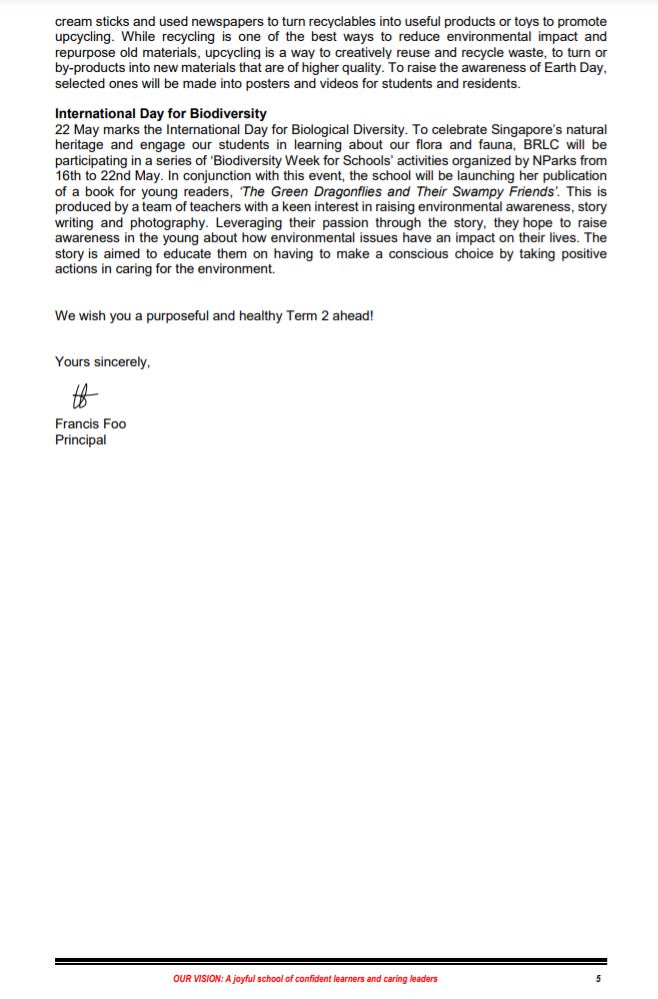 cream sticks and used newspapers to turn recyclables into useful products or toys to promote
upcycling. While recycling is one of the best ways to reduce environmental impact and
repurpose old materials, upcycling is a way to creatively reuse and recycle waste, to turn or
by-products into new materials that are of higher quality. To raise the awareness of Earth Day,
selected ones will be made into posters and videos for students and residents.
International Day for Biodiversity
22 May marks the International Day for Biological Diversity. To celebrate Singapore's natural
heritage and engage our students in learning about our flora and fauna, BRLC will be
participating in a series of 'Biodiversity Week for Schools' activities organized by NParks from
16th to 22nd May. In conjunction with this event, the school will be launching her publication
of a book for young readers, 'The Green Dragonflies and Their Swampy Friends'. This is
produced by a team of teachers with a keen interest in raising environmental awareness, story
writing and photography. Leveraging their passion through the story, they hope to raise
awareness in the young about how environmental issues have an impact on their lives. The
story is aimed to educate them on having to make a conscious choice by taking positive
actions in caring for the environment.
We wish you a purposeful and healthy Term 2 ahead!
Yours sincerely,
Francis Foo
Principal
OUR VISION: A joyful school of confident learners and caring leaders 5